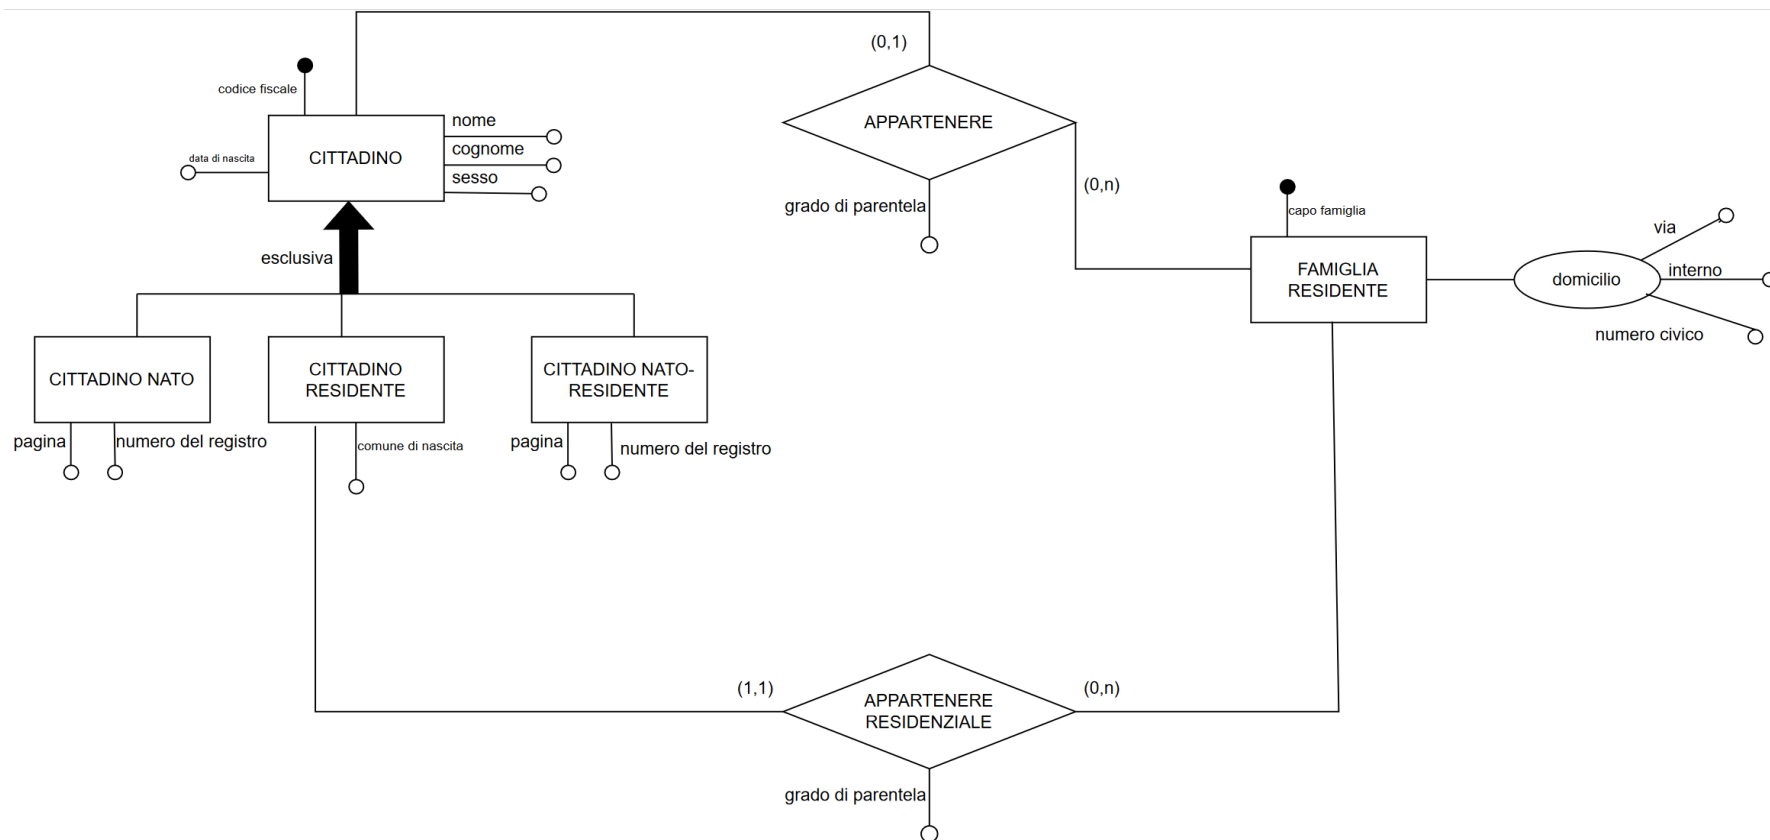 (0,1)
codice fiscale
nome
CITTADINO
APPARTENERE
cognome
data di nascita
sesso
(0,n)
grado di parentela
capo famiglia
via
esclusiva
FAMIGLIA
RESIDENTE
domicilio
interno
numero civico
CITTADINO NATO
CITTADINO
RESIDENTE
CITTADINO NATO-
RESIDENTE
pagina
numero del registro
comune di nascita
pagina
numero del registro
(1,1)
(0,n)
APPARTENERE
RESIDENZIALE
grado di parentela